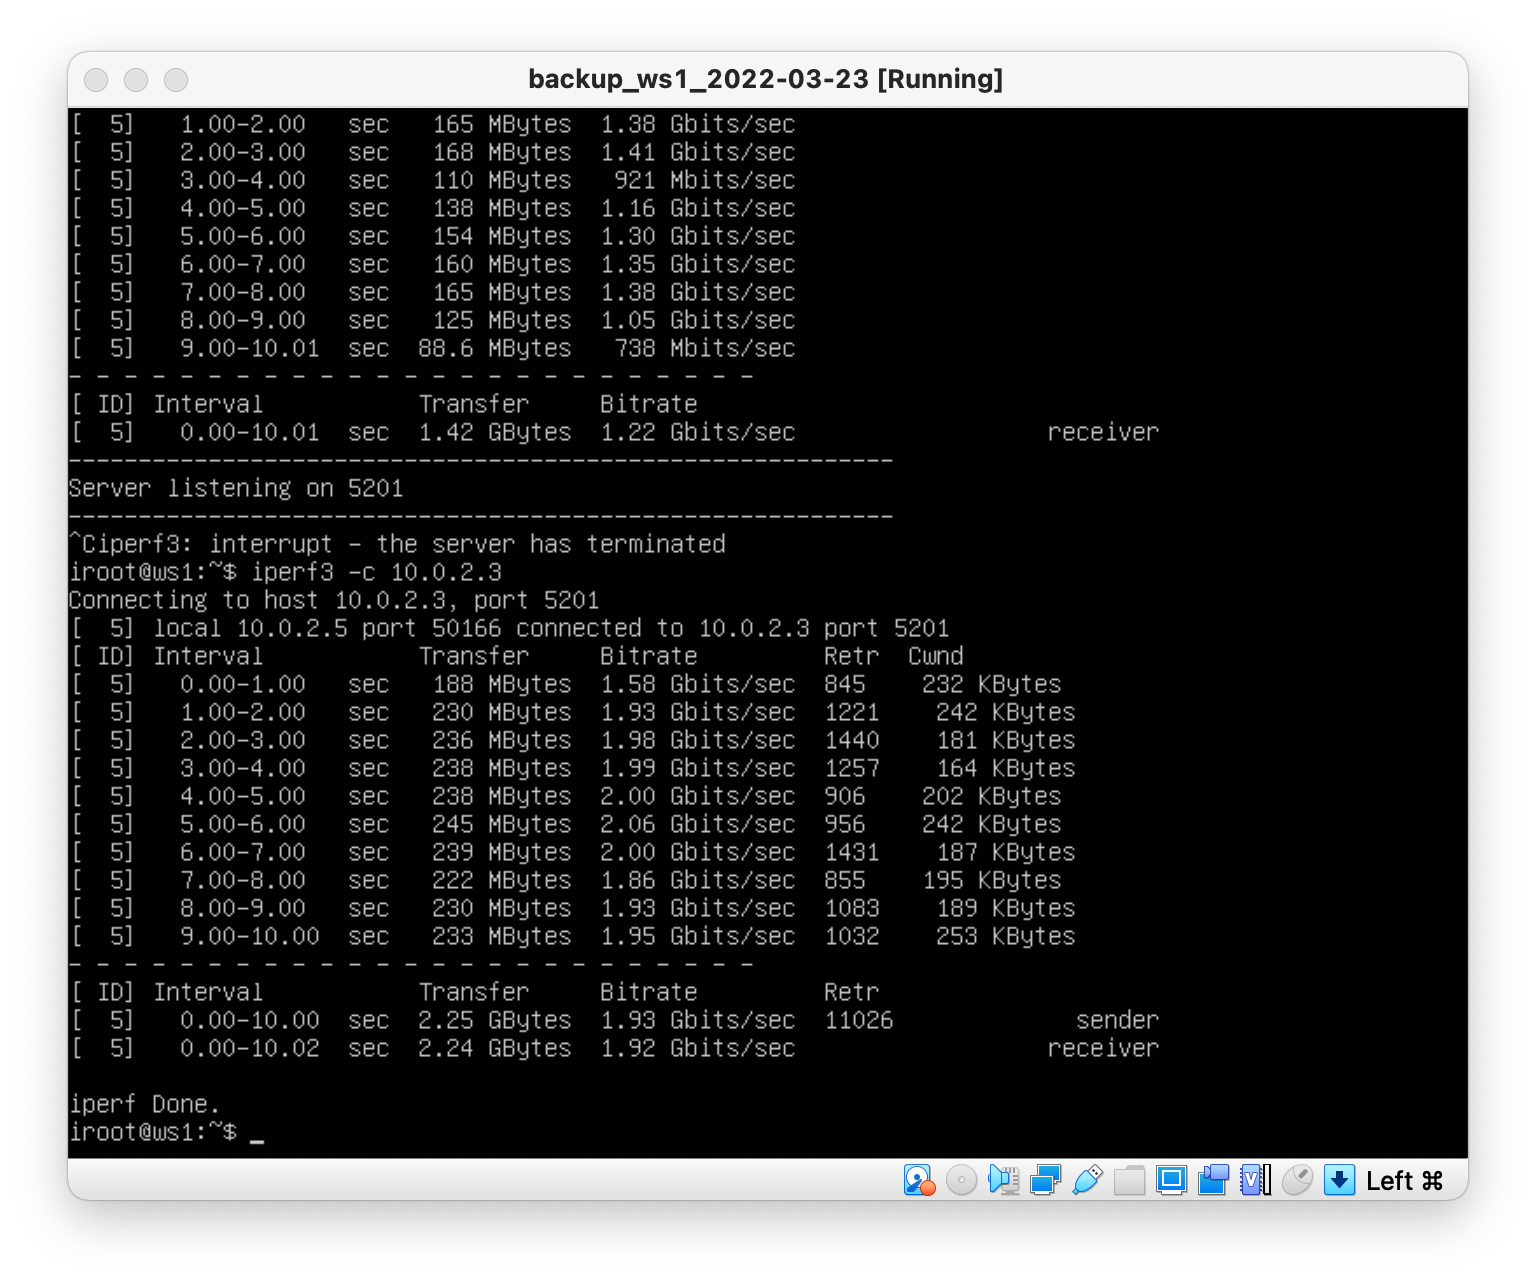 backup_ws1_2022-03-23 [Running]
[  5]   1.00-2.00   sec   165 MBytes  1.38 Gbits/sec
[  5]   2.00-3.00   sec   168 MBytes  1.41 Gbits/sec
[  5]   3.00-4.00   sec   110 MBytes   921 Mbits/sec
[  5]   4.00-5.00   sec   138 MBytes  1.16 Gbits/sec
[  5]   5.00-6.00   sec   154 MBytes  1.30 Gbits/sec
[  5]   6.00-7.00   sec   160 MBytes  1.35 Gbits/sec
[  5]   7.00-8.00   sec   165 MBytes  1.38 Gbits/sec
[  5]   8.00-9.00   sec   125 MBytes  1.05 Gbits/sec
[  5]   9.00-10.01  sec  88.6 MBytes   738 Mbits/sec
- - - - - - - - - - - - - - - - - - - - - - - - -
[ ID] Interval           Transfer     Bitrate
[  5]   0.00-10.01  sec  1.42 GBytes  1.22 Gbits/sec                  receiver
-----------------------------------------------------------
Server listening on 5201
-----------------------------------------------------------
^Ciperf3: interrupt - the server has terminated
iroot@ws1:~$ iperf3 -c 10.0.2.3
Connecting to host 10.0.2.3, port 5201
[  5] local 10.0.2.5 port 50166 connected to 10.0.2.3 port 5201
[ ID] Interval           Transfer     Bitrate         Retr  Cwnd
[  5]   0.00-1.00   sec   188 MBytes  1.58 Gbits/sec  845    232 KBytes
[  5]   1.00-2.00   sec   230 MBytes  1.93 Gbits/sec  1221    242 KBytes
[  5]   2.00-3.00   sec   236 MBytes  1.98 Gbits/sec  1440    181 KBytes
[  5]   3.00-4.00   sec   238 MBytes  1.99 Gbits/sec  1257    164 KBytes
[  5]   4.00-5.00   sec   238 MBytes  2.00 Gbits/sec  906    202 KBytes
[  5]   5.00-6.00   sec   245 MBytes  2.06 Gbits/sec  956    242 KBytes
[  5]   6.00-7.00   sec   239 MBytes  2.00 Gbits/sec  1431    187 KBytes
[  5]   7.00-8.00   sec   222 MBytes  1.86 Gbits/sec  855    195 KBytes
[  5]   8.00-9.00   sec   230 MBytes  1.93 Gbits/sec  1083    189 KBytes
[  5]   9.00-10.00  sec   233 MBytes  1.95 Gbits/sec  1032    253 KBytes
- - - - - - - - - - - - - - - - - - - - - - - - -
[ ID] Interval           Transfer     Bitrate         Retr
[  5]   0.00-10.00  sec  2.25 GBytes  1.93 Gbits/sec  11026             sender
[  5]   0.00-10.02  sec  2.24 GBytes  1.92 Gbits/sec                  receiver
iperf Done.
iroot@ws1:~$ _
Left ⌘